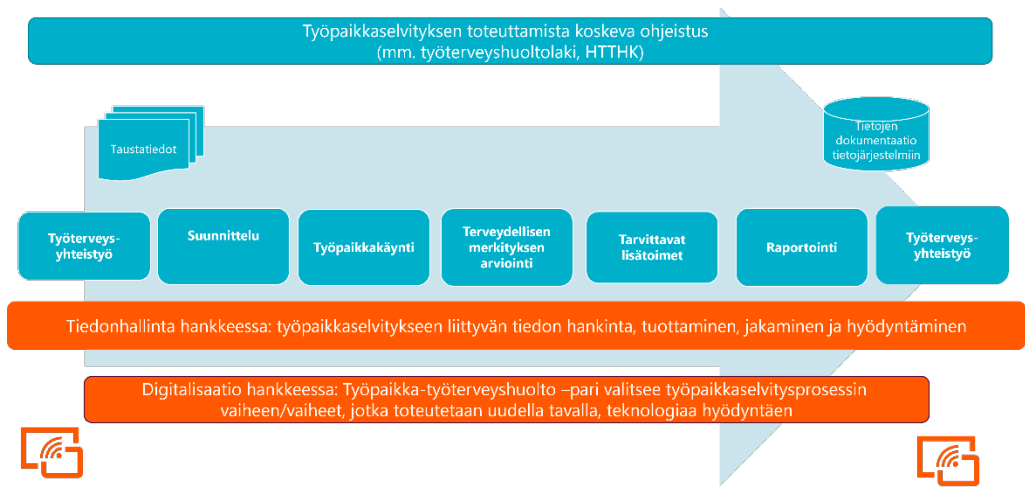 Työpaikkaselvityksen toteuttamista koskeva ohjeistus
(mm. työterveyshuoltolaki, HTTHK)
Taustatiedot
Tietojen
dokumentaatio
tietojärjestelmiin
Työterveys-
yhteistyö
Suunnittelu
Työpaikkakäynti
Terveydellisen
merkityksen
arviointi
Tarvittavat
lisätoimet
Raportointi
Työterveys-
yhteistyö
Tiedonhallinta hankkeessa: työpaikkaselvitykseen liittyvän tiedon hankinta, tuottaminen, jakaminen ja hyödyntäminen
Digitalisaatio hankkeessa: Työpaikka-työterveyshuolto –pari valitsee työpaikkaselvitysprosessin
vaiheen/vaiheet, jotka toteutetaan uudella tavalla, teknologiaa hyödyntäen